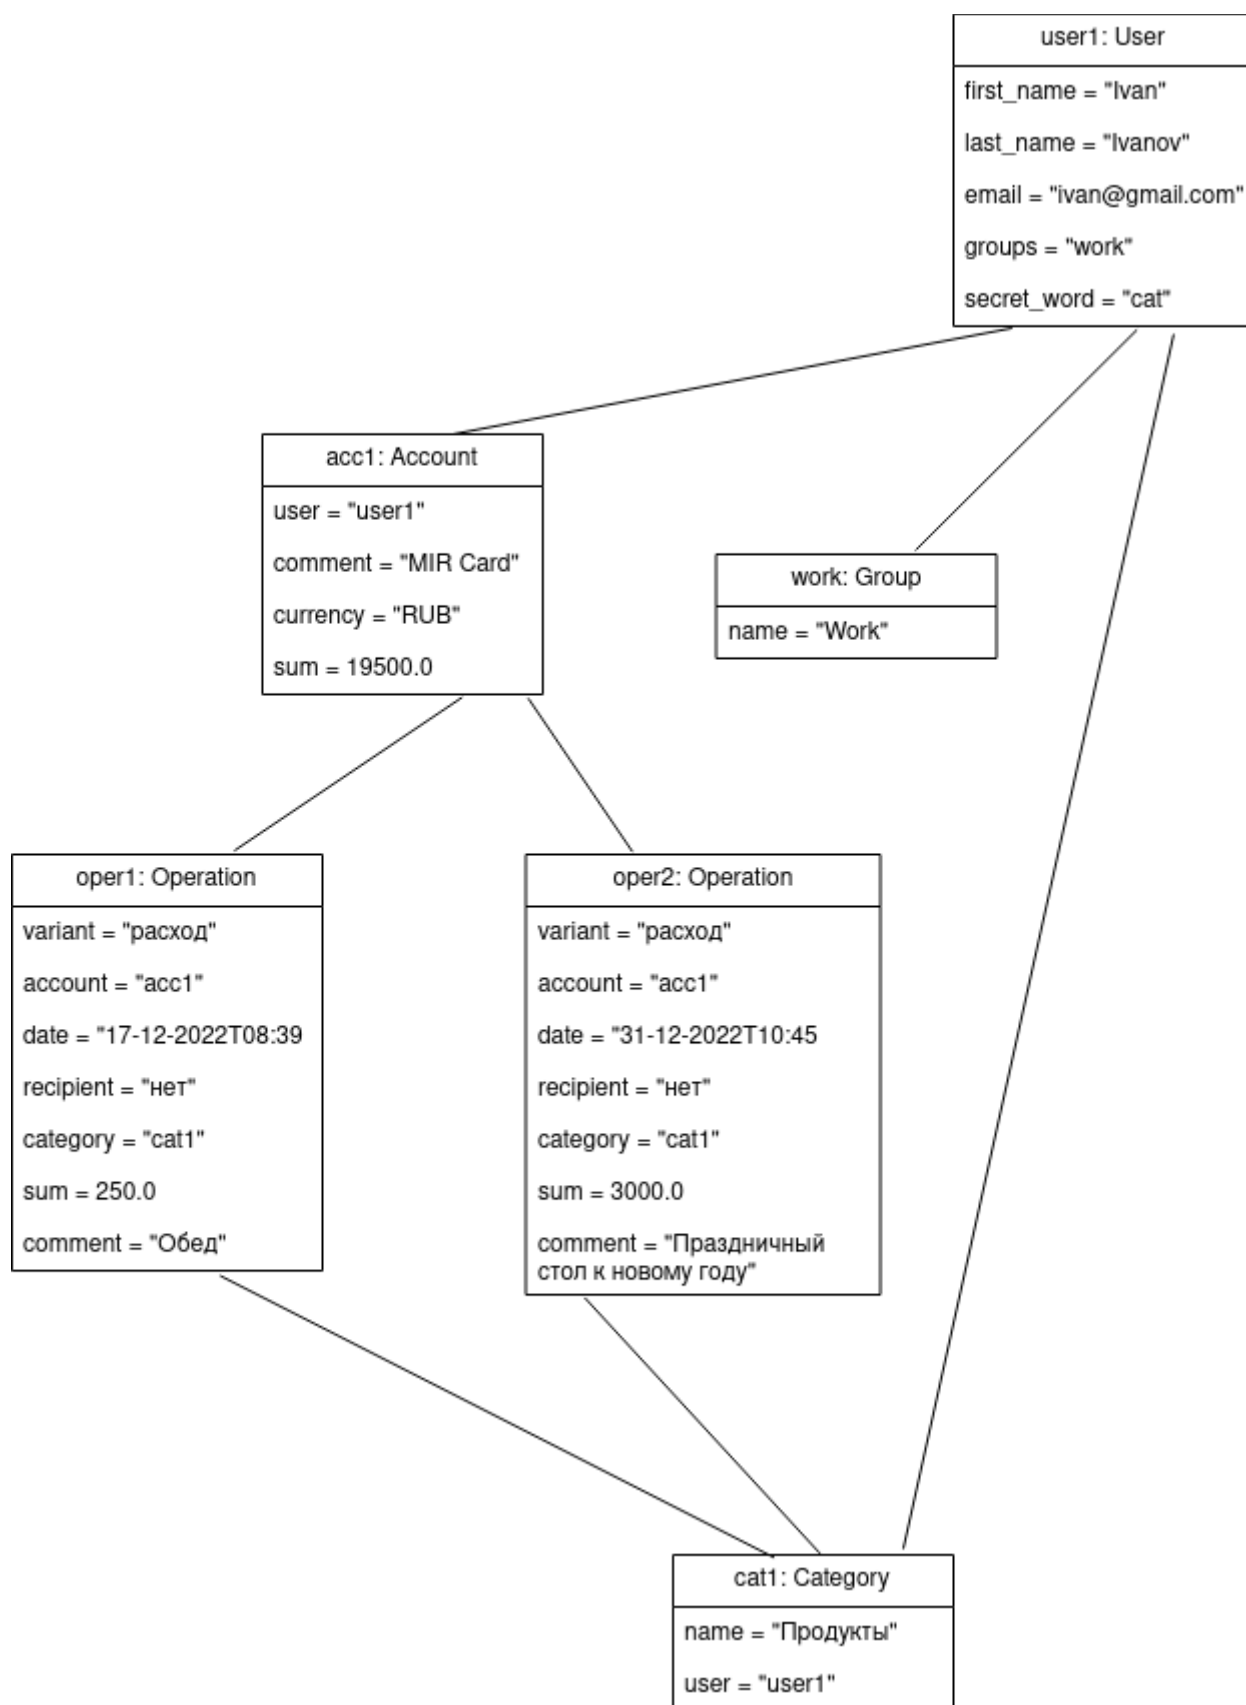 user1: User
first_name = "Ivan"
last_name = "Ivanov"
email = "ivan@gmail.com"
groups = "work"
secret_word = "cat"
acc1: Account
user = "user1"
comment = "MIR Card"
currency = "RUB"
sum = 19500.0
work: Group
name = "Work"
oper1: Operation
variant = "расход"
account = "acc1"
date = "17-12-2022T08:39
recipient = "нет"
category = "cat1"
sum = 250.0
comment = "Обед"
oper2: Operation
variant = "расход"
account = "acc1"
date = "31-12-2022T10:45
recipient = "нет"
category = "cat1"
sum = 3000.0
comment = "Праздничный
стол к новому году"
cat1: Category
name = "Продукты"
user = "user1"